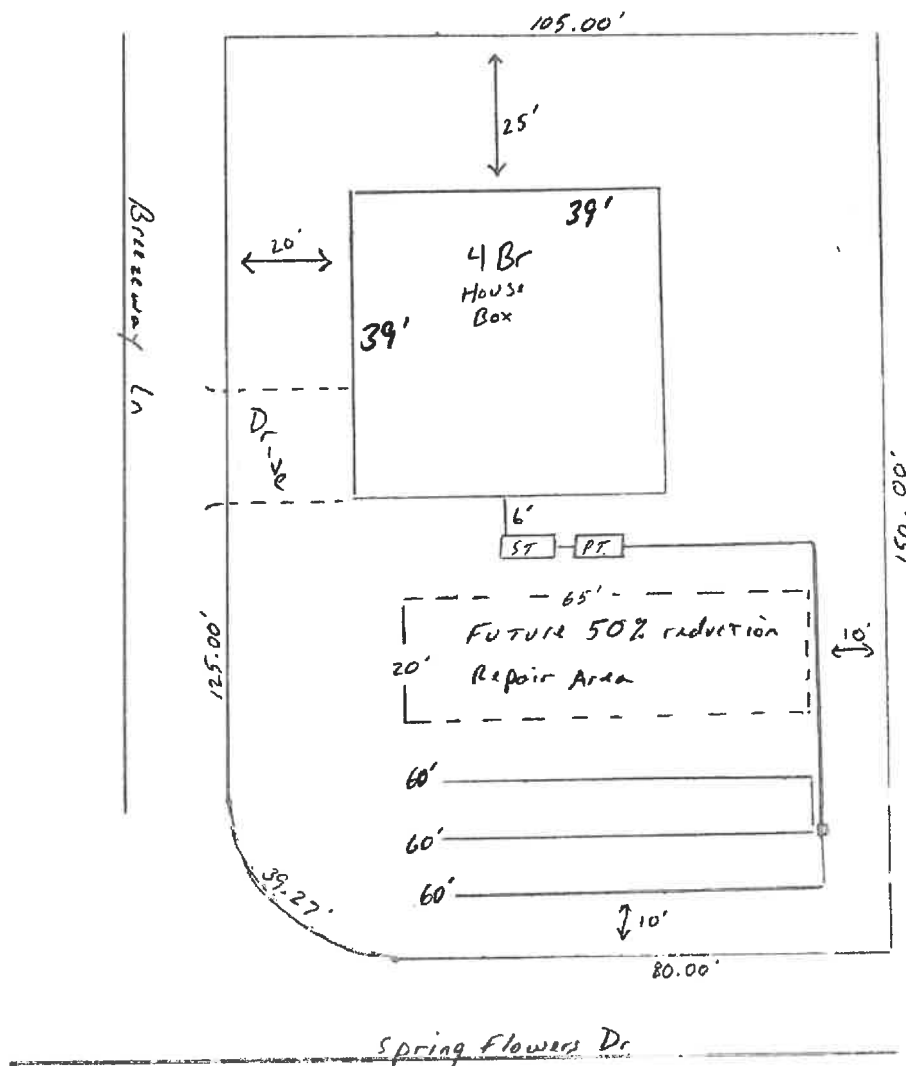 105.00'
25'
39'
20'
4 Br
House
Box
39'
Breezeway Ln
Drive
150.00'
6'
ST
PT.
65'
Future 50% reduction
20'
Repair Area
10'
125.00'
60'
60'
60'
39.27'
10'
80.00'
Spring Flowers Dr